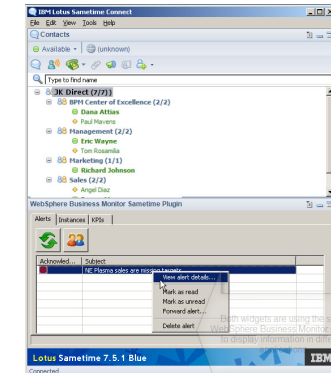 IBM Lotus Sametime Connect
File Edit View Tools Help
Contacts
Available (unknown)
Type to find name
JK Direct (7/7)
BPM Center of Excellence (2/2)
Dana Attias
Paul Mavens
Management (2/2)
Eric Wayne
Tom Rosamilia
Marketing (1/1)
Richard Johnson
Sales (2/2)
Angel Diaz
WebSphere Business Monitor Sametime Plugin
Alerts Instances KPIs
Acknowled... Subject
NE Plasma sales are missing targets
View alert details...
Mark as read
Mark as unread
Forward alert...
Delete alert
Both widgets are using the
WebSphere Business Monitor
to display information in
Lotus Sametime 7.5.1 Blue IBM
Connected